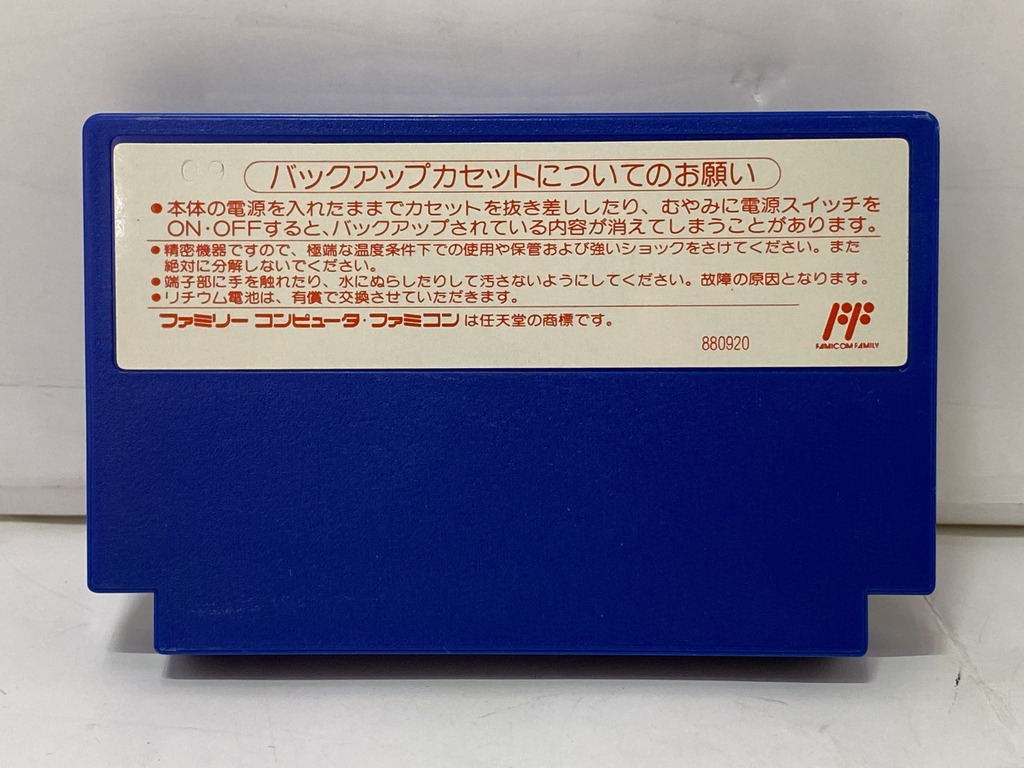 バックアップカセットについてのお願い
●本体の電源を入れたままでカセットを抜き差ししたり、むやみに電源スイッチを
ON・OFFすると、バックアップされている内容が消えてしまうことがあります。
●精密機器ですので、極端な温度条件下での使用や保管および強いショックをさけてください。また
絶対に分解しないでください。
●端子部に手を触れたり、水にぬらしたりして汚さないようにしてください。故障の原因となります。
●リチウム電池は、有償で交換させていただきます。
ファミリーコンピュータ・ファミコンは任天堂の商標です。
FF
FAMICOM FAMILY
880920